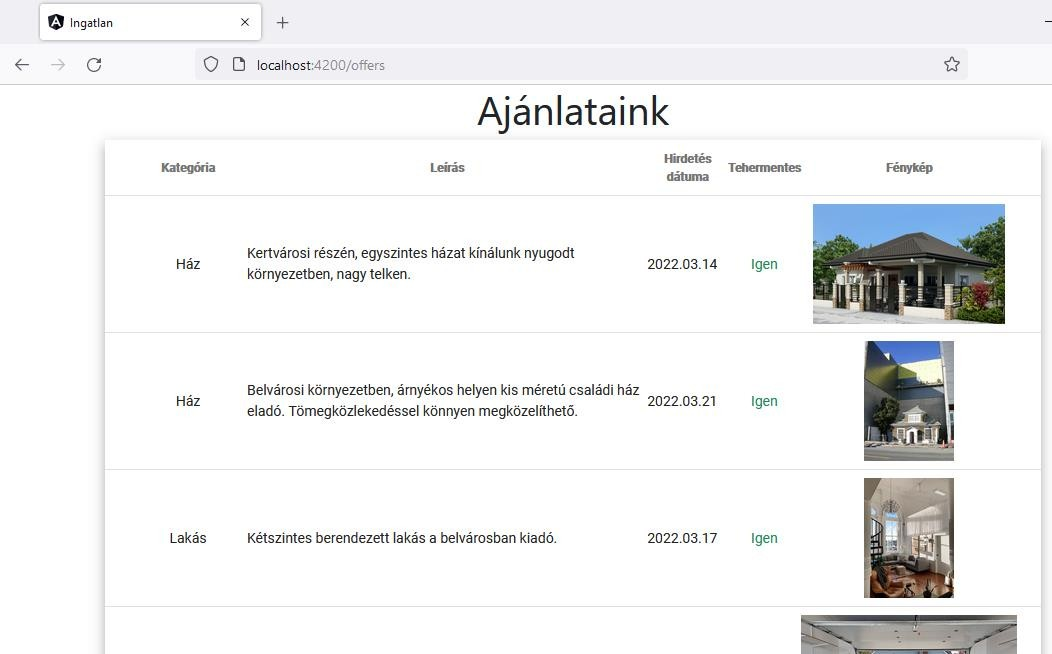 Ingatlan
localhost:4200/offers
Ajánlataink
Kategória
Leírás
Hirdetés
dátuma
Tehermentes
Fénykép
Ház
Kertvárosi részén, egyszintes házat kínálunk nyugodt
környezetben, nagy telken.
2022.03.14
Igen
Ház
Belvárosi környezetben, árnyékos helyen kis méretú családi ház
eladó. Tömegközlekedéssel könnyen megközelíthető.
2022.03.21
Igen
Lakás
Kétszintes berendezett lakás a belvárosban kiadó.
2022.03.17
Igen